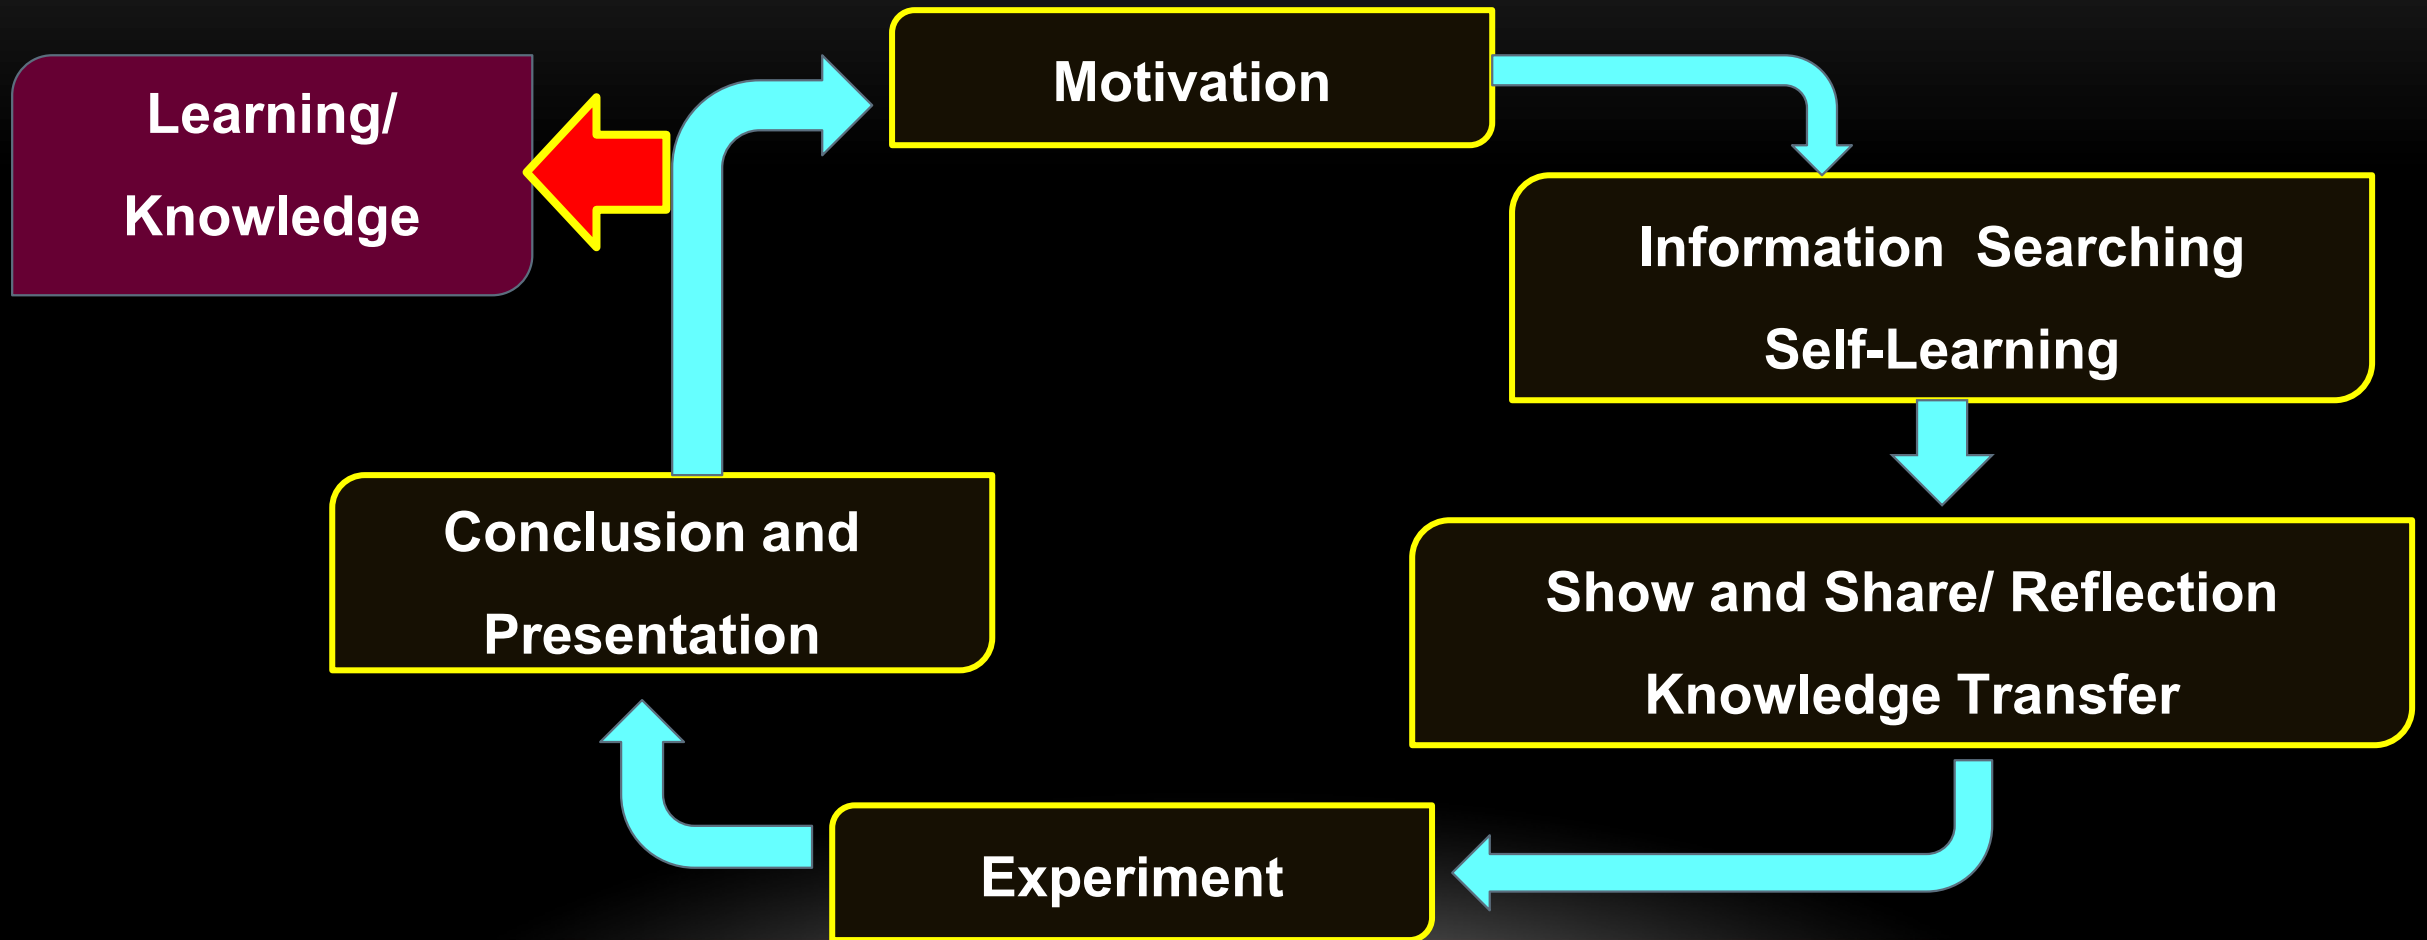 Motivation
Learning/
Knowledge
Information  Searching
Self-Learning
Show and Share/ Reflection
Knowledge Transfer
Experiment
Conclusion and
Presentation